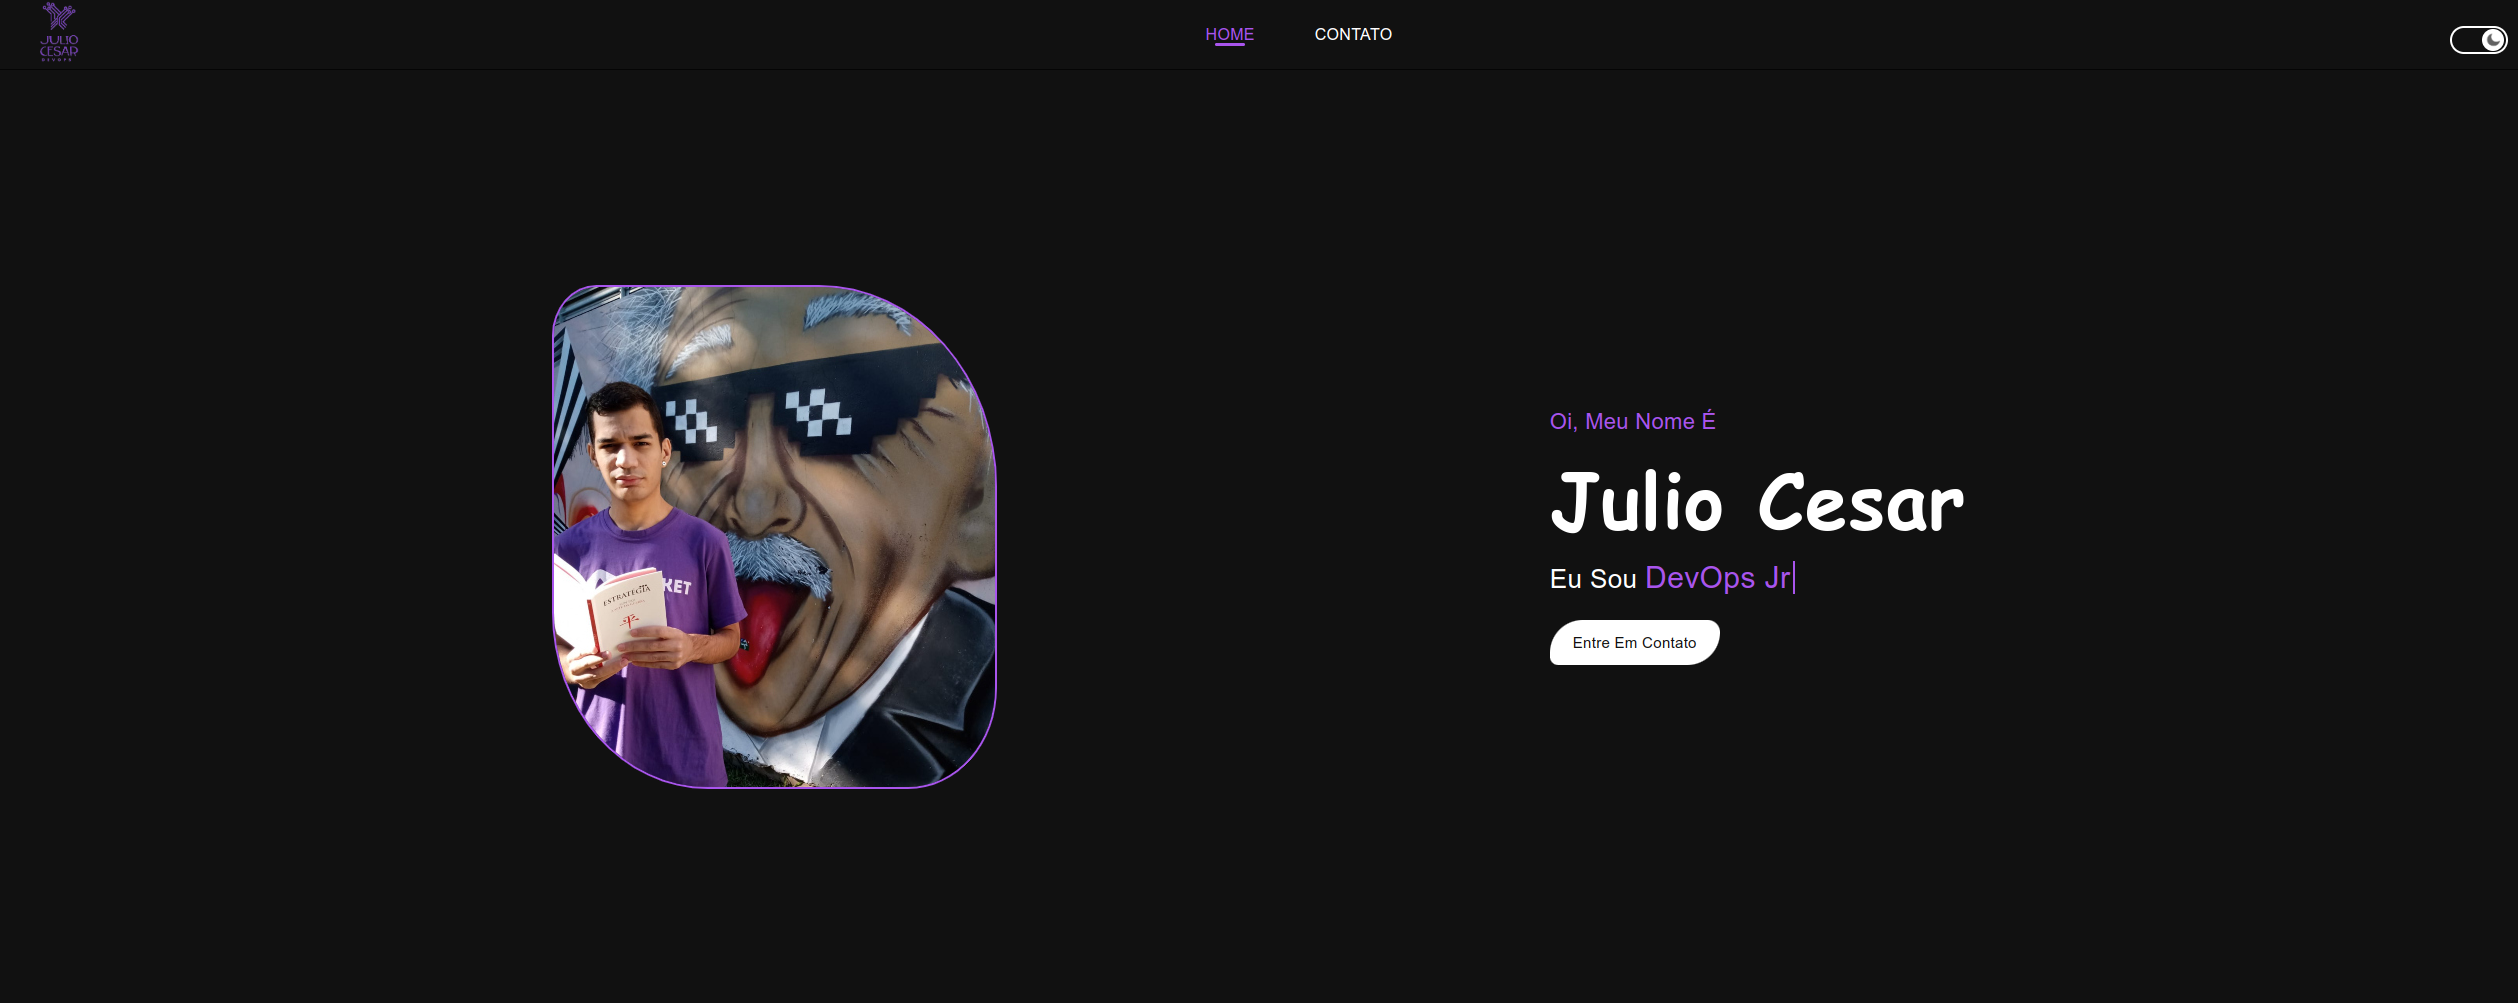 JULIO
CESAR
DEVOPS
HOME
CONTATO
Oi, Meu Nome É
Julio Cesar
Eu Sou DevOps Jr
Entre Em Contato
KET
ESTRATÉGIA